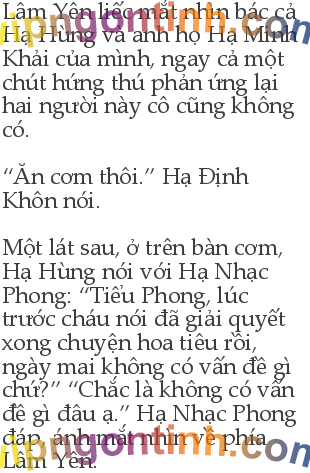 Lâm Yên liếc mắt nhìn bác cả
Hạ Hùng và anh họ Hạ Minh
Khải của mình, ngay cả một
chút hứng thú phản ứng lại
hai người này cô cũng không
có.
“Ăn cơm thôi.” Hạ Định
Khôn nói.
Một lát sau, ở trên bàn cơm,
Hạ Hùng nói với Hạ Nhạc
Phong: “Tiểu Phong, lúc
trước cháu nói đã giải quyết
xong chuyện hoa tiêu rồi,
ngày mai không có vấn đề gì
chứ?” “Chắc là không có vấn
đề gì đâu ạ.” Hạ Nhạc Phong
đáp, ánh mắt nhìn về phía
Lâm Yên.
vipngontinh.com
vipngontinh.com